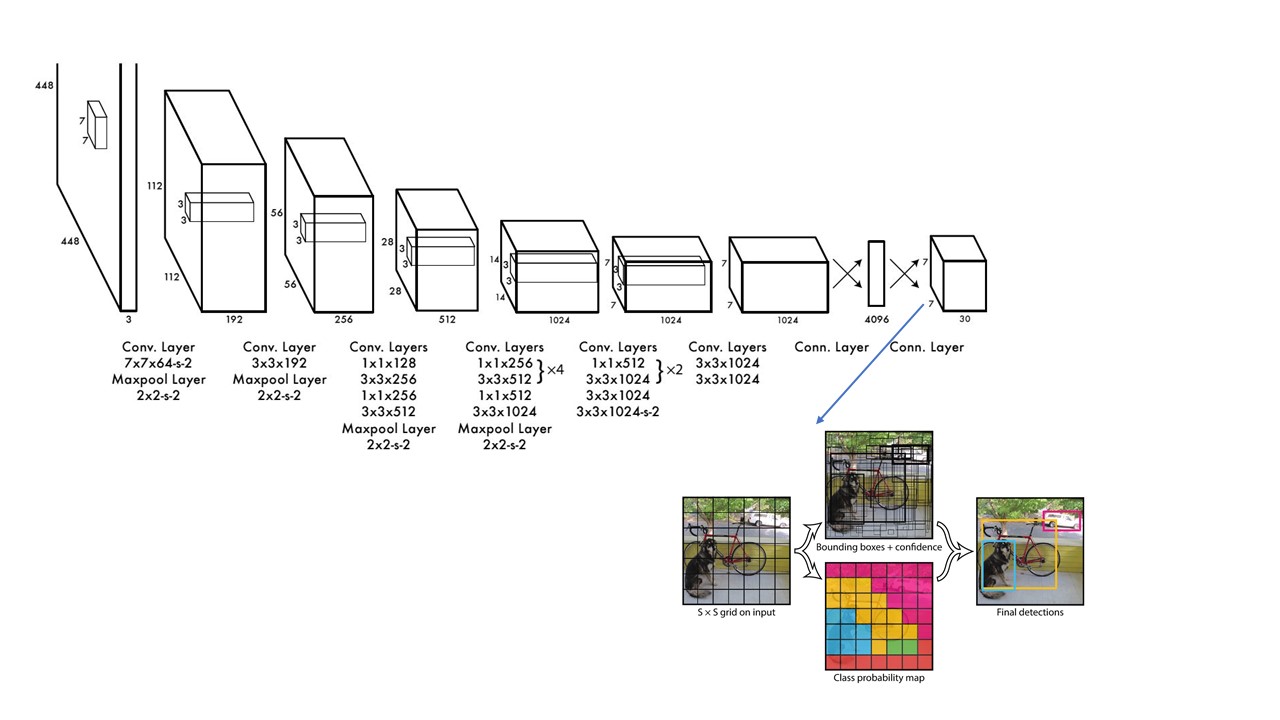 448
7
7
448
3
112
3
3
112
192
56
3
3
56
256
28
3
3
28
512
14
3
3
14
1024
7
3
3
7
1024
7
7
1024
4096
7
7
30
Conv. Layer
7x7x64-s-2
Maxpool Layer
2x2-s-2
Conv. Layer
3x3x192
Maxpool Layer
2x2-s-2
Conv. Layers
1x1x128
3x3x256
1x1x256
3x3x512
Maxpool Layer
2x2-s-2
Conv. Layers
1x1x256
3x3x512
}×4
1x1x512
3x3x1024
Maxpool Layer
2x2-s-2
Conv. Layers
1x1x512
3x3x1024
}×2
3x3x1024
3x3x1024-s-2
Conv. Layers
3x3x1024
3x3x1024
Conn. Layer
Conn. Layer
S × S grid on input
Bounding boxes + confidence
Class probability map
Final detections